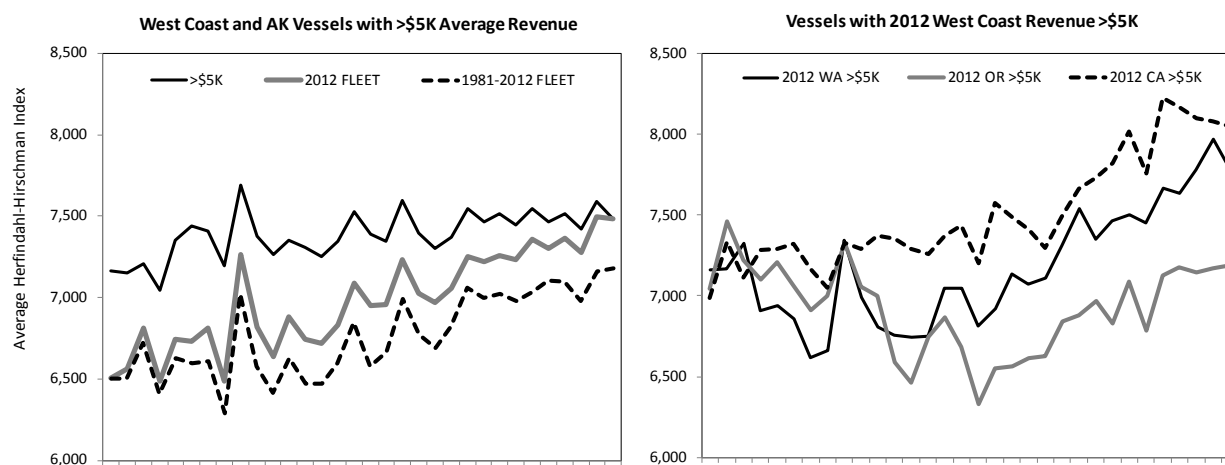 West Coast and AK Vessels with >$5K Average Revenue
8,500
>$5K 2012 FLEET 1981-2012 FLEET
8,000
7,500
7,000
6,500
6,000
Average Herfindahl-Hirschman Index
Vessels with 2012 West Coast Revenue >$5K
8,500
2012 WA >$5K 2012 OR >$5K 2012 CA >$5K
8,000
7,500
7,000
6,500
6,000